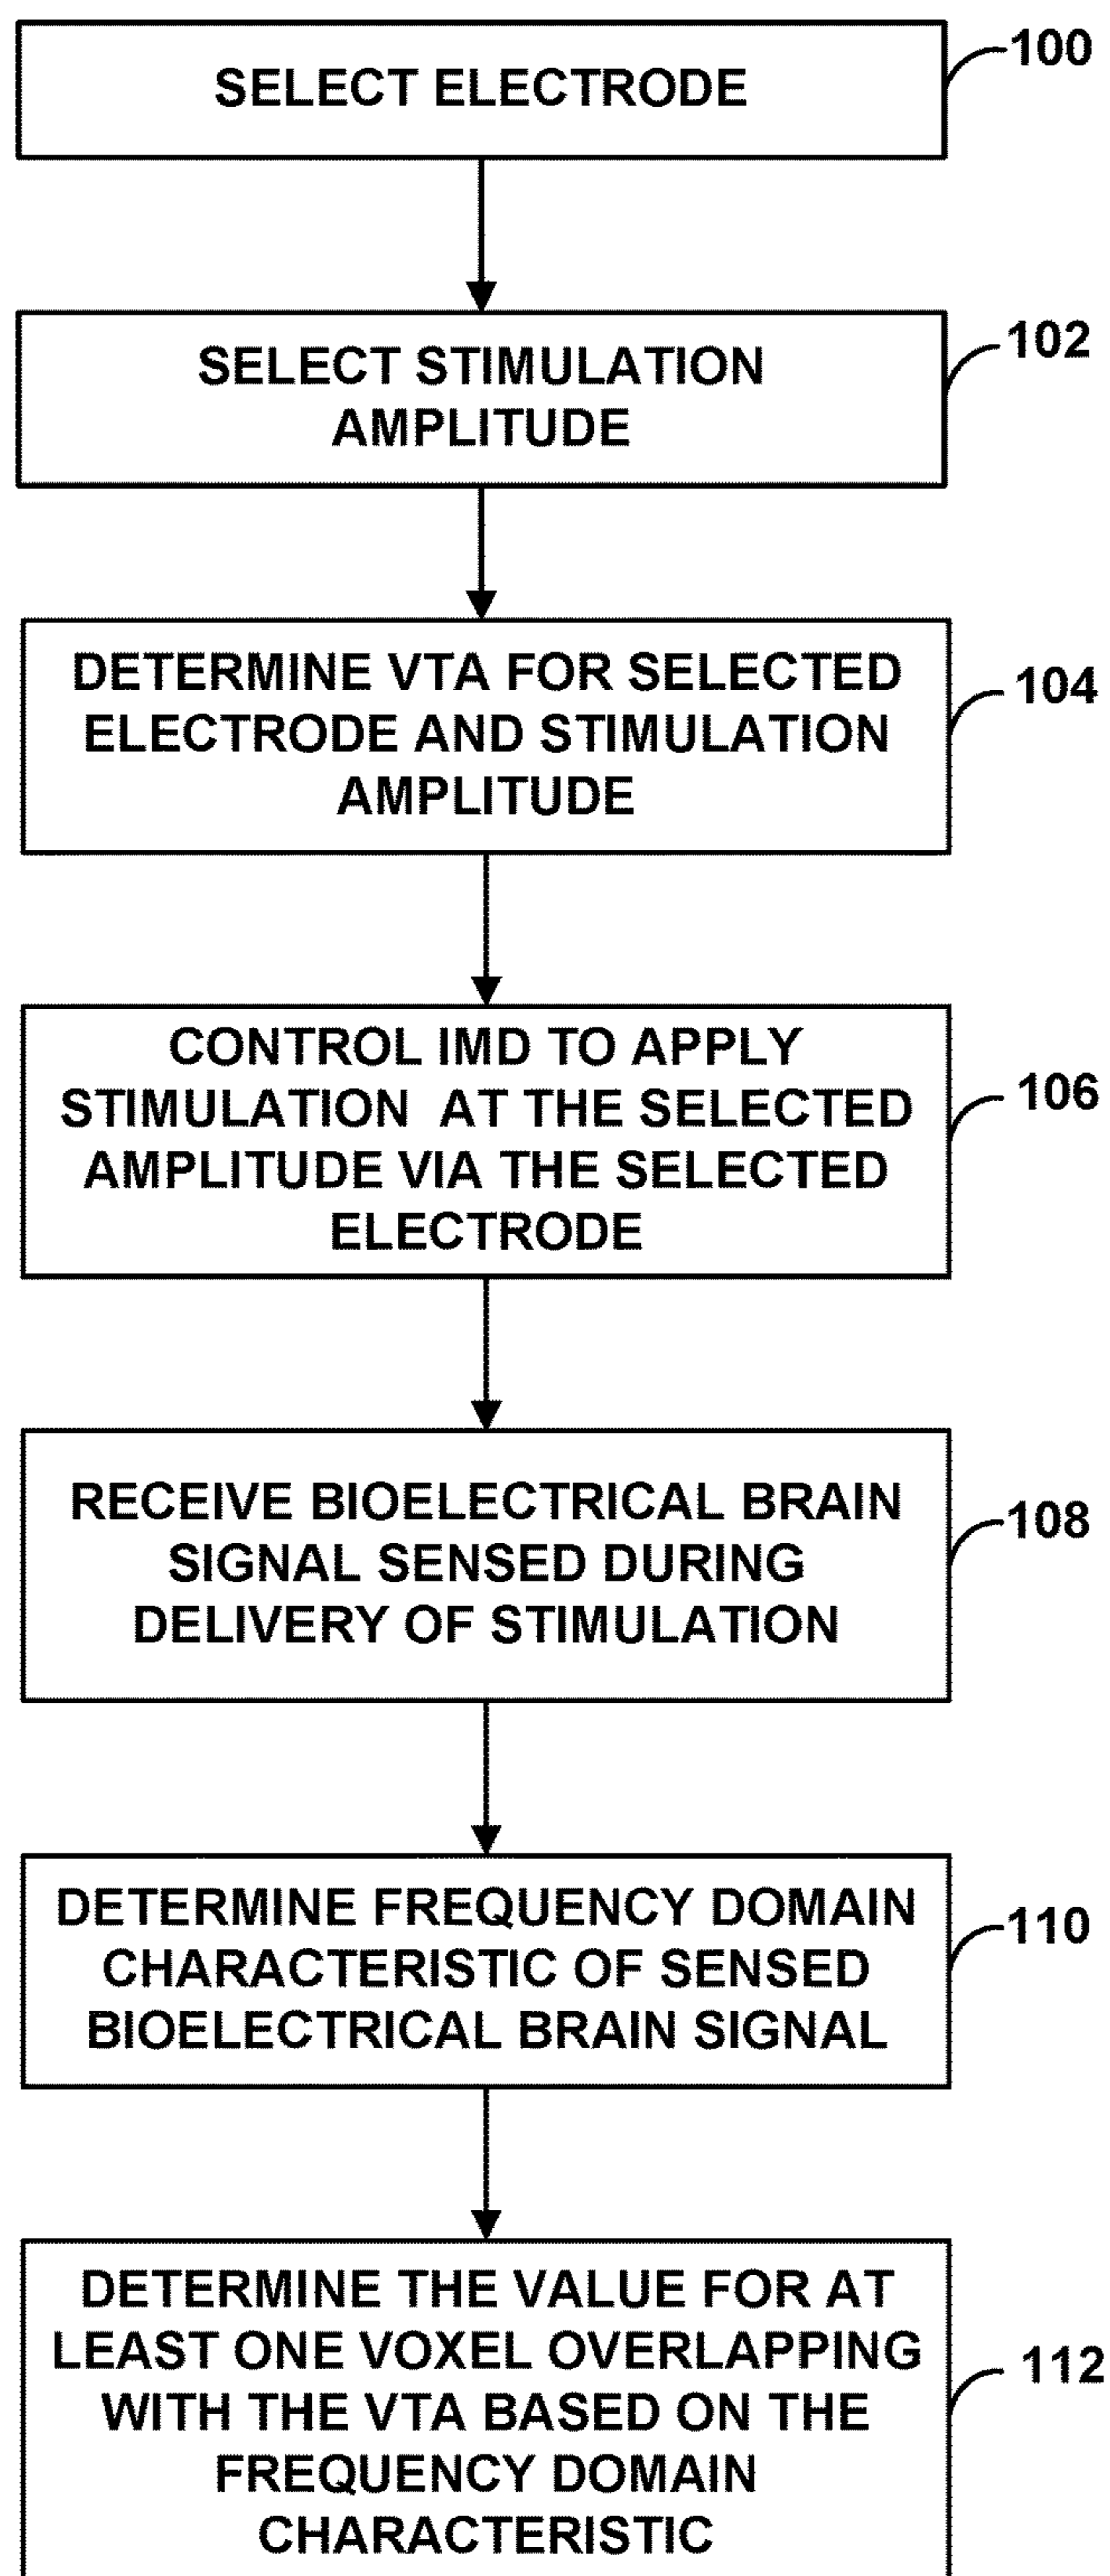 SELECT ELECTRODE
100
SELECT STIMULATION
AMPLITUDE
102
DETERMINE VTA FOR SELECTED
ELECTRODE AND STIMULATION
AMPLITUDE
104
CONTROL IMD TO APPLY
STIMULATION AT THE SELECTED
AMPLITUDE VIA THE SELECTED
ELECTRODE
106
RECEIVE BIOELECTRICAL BRAIN
SIGNAL SENSED DURING
DELIVERY OF STIMULATION
108
DETERMINE FREQUENCY DOMAIN
CHARACTERISTIC OF SENSED
BIOELECTRICAL BRAIN SIGNAL
110
DETERMINE THE VALUE FOR AT
LEAST ONE VOXEL OVERLAPPING
WITH THE VTA BASED ON THE
FREQUENCY DOMAIN
CHARACTERISTIC
112